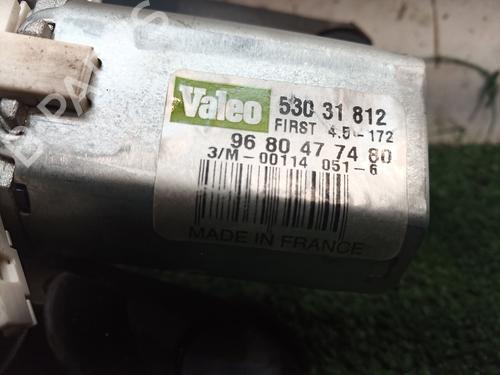 Valeo 530 31 812
FIRST 4.5-172
96 80 47 74 80
3/M-00114 051-6
MADE IN FRANCE